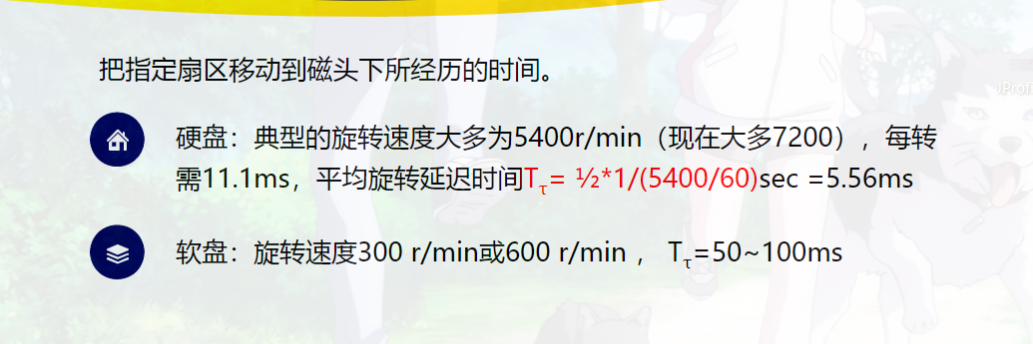 把指定扇区移动到磁头下所经历的时间。
硬盘：典型的旋转速度大多为5400r/min（现在大多7200），每转
需11.1ms，平均旋转延迟时间Tτ= ½*1/(5400/60)sec =5.56ms
软盘：旋转速度300 r/min或600 r/min ， Tτ=50~100ms